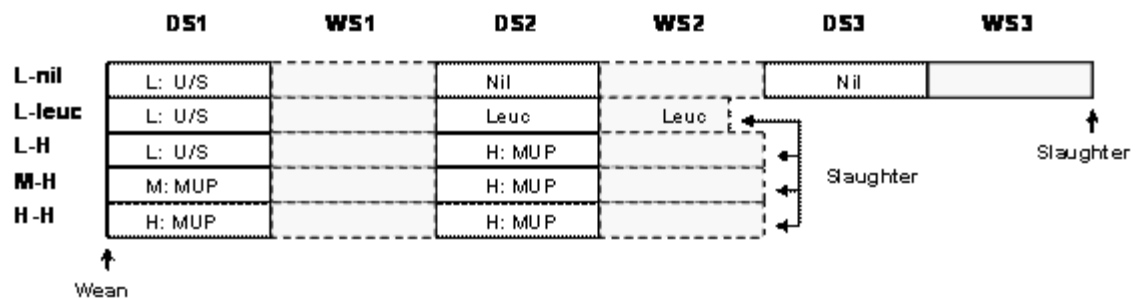 DS1 WS1 DS2 WS2 DS3 WS3
L-nil L: U/S Nil Nil
L-leuc L: U/S Leuc Leuc
L-H L: U/S H: MUP Slaughter
M-H M: MUP H: MUP Slaughter
H-H H: MUP H: MUP
Wean